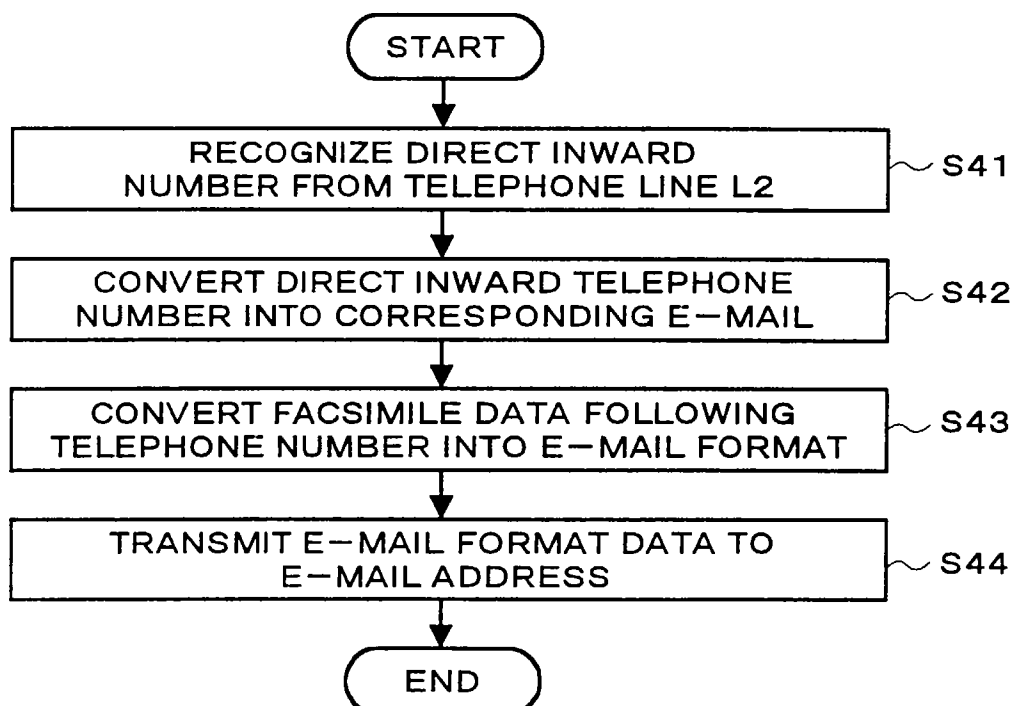 START
RECOGNIZE DIRECT INWARD
NUMBER FROM TELEPHONE LINE L2
S41
CONVERT DIRECT INWARD TELEPHONE
NUMBER INTO CORRESPONDING E-MAIL
S42
CONVERT FACSIMILE DATA FOLLOWING
TELEPHONE NUMBER INTO E-MAIL FORMAT
S43
TRANSMIT E-MAIL FORMAT DATA TO
E-MAIL ADDRESS
S44
END